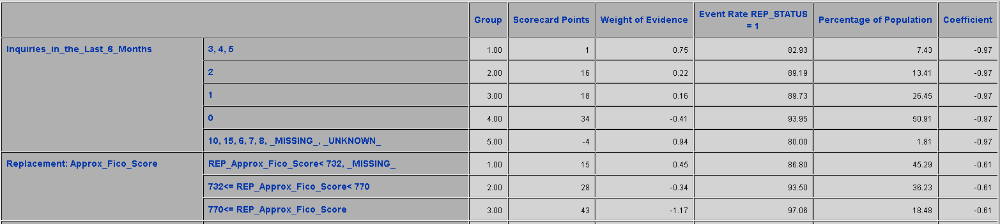 Group Scorecard Points Weight of Evidence Event Rate REP_STATUS = 1 Percentage of Population Coefficient
Inquiries_in_the_Last_6_Months 3, 4, 5 1.00 1 0.75 82.93 7.43 -0.97
2 2.00 16 0.22 89.19 13.41 -0.97
1 3.00 18 0.16 89.73 26.45 -0.97
0 4.00 34 -0.41 93.95 50.91 -0.97
10, 15, 6, 7, 8, _MISSING_, _UNKNOWN_ 5.00 -4 0.94 80.00 1.81 -0.97
Replacement: Approx_Fico_Score REP_Approx_Fico_Score< 732, _MISSING_ 1.00 15 0.45 86.80 45.29 -0.61
732<= REP_Approx_Fico_Score< 770 2.00 28 -0.34 93.50 36.23 -0.61
770<= REP_Approx_Fico_Score 3.00 43 -1.17 97.06 18.48 -0.61